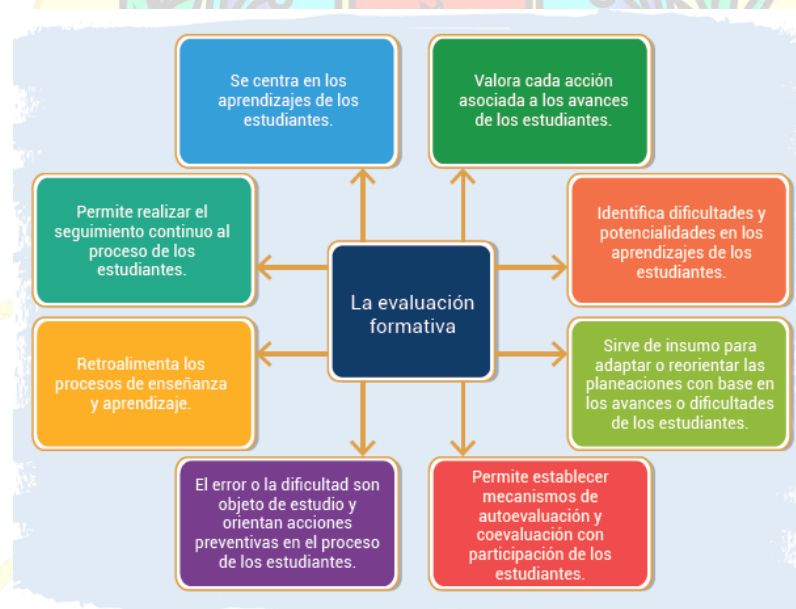 Se centra en los
aprendizajes de los
estudiantes.
Valora cada acción
asociada a los avances
de los estudiantes.
Permite realizar el
seguimiento continuo al
proceso de los
estudiantes.
Identifica dificultades y
potencialidades en los
aprendizajes de los
estudiantes.
La evaluación
formativa
Retroalimenta los
procesos de enseñanza
y aprendizaje.
Sirve de insumo para
adaptar o reorientar las
planeaciones con base en
los avances o dificultades
de los estudiantes.
El error o la dificultad son
objeto de estudio y
orientan acciones
preventivas en el proceso
de los estudiantes.
Permite establecer
mecanismos de
autoevaluación y
coevaluación con
participación de los
estudiantes.